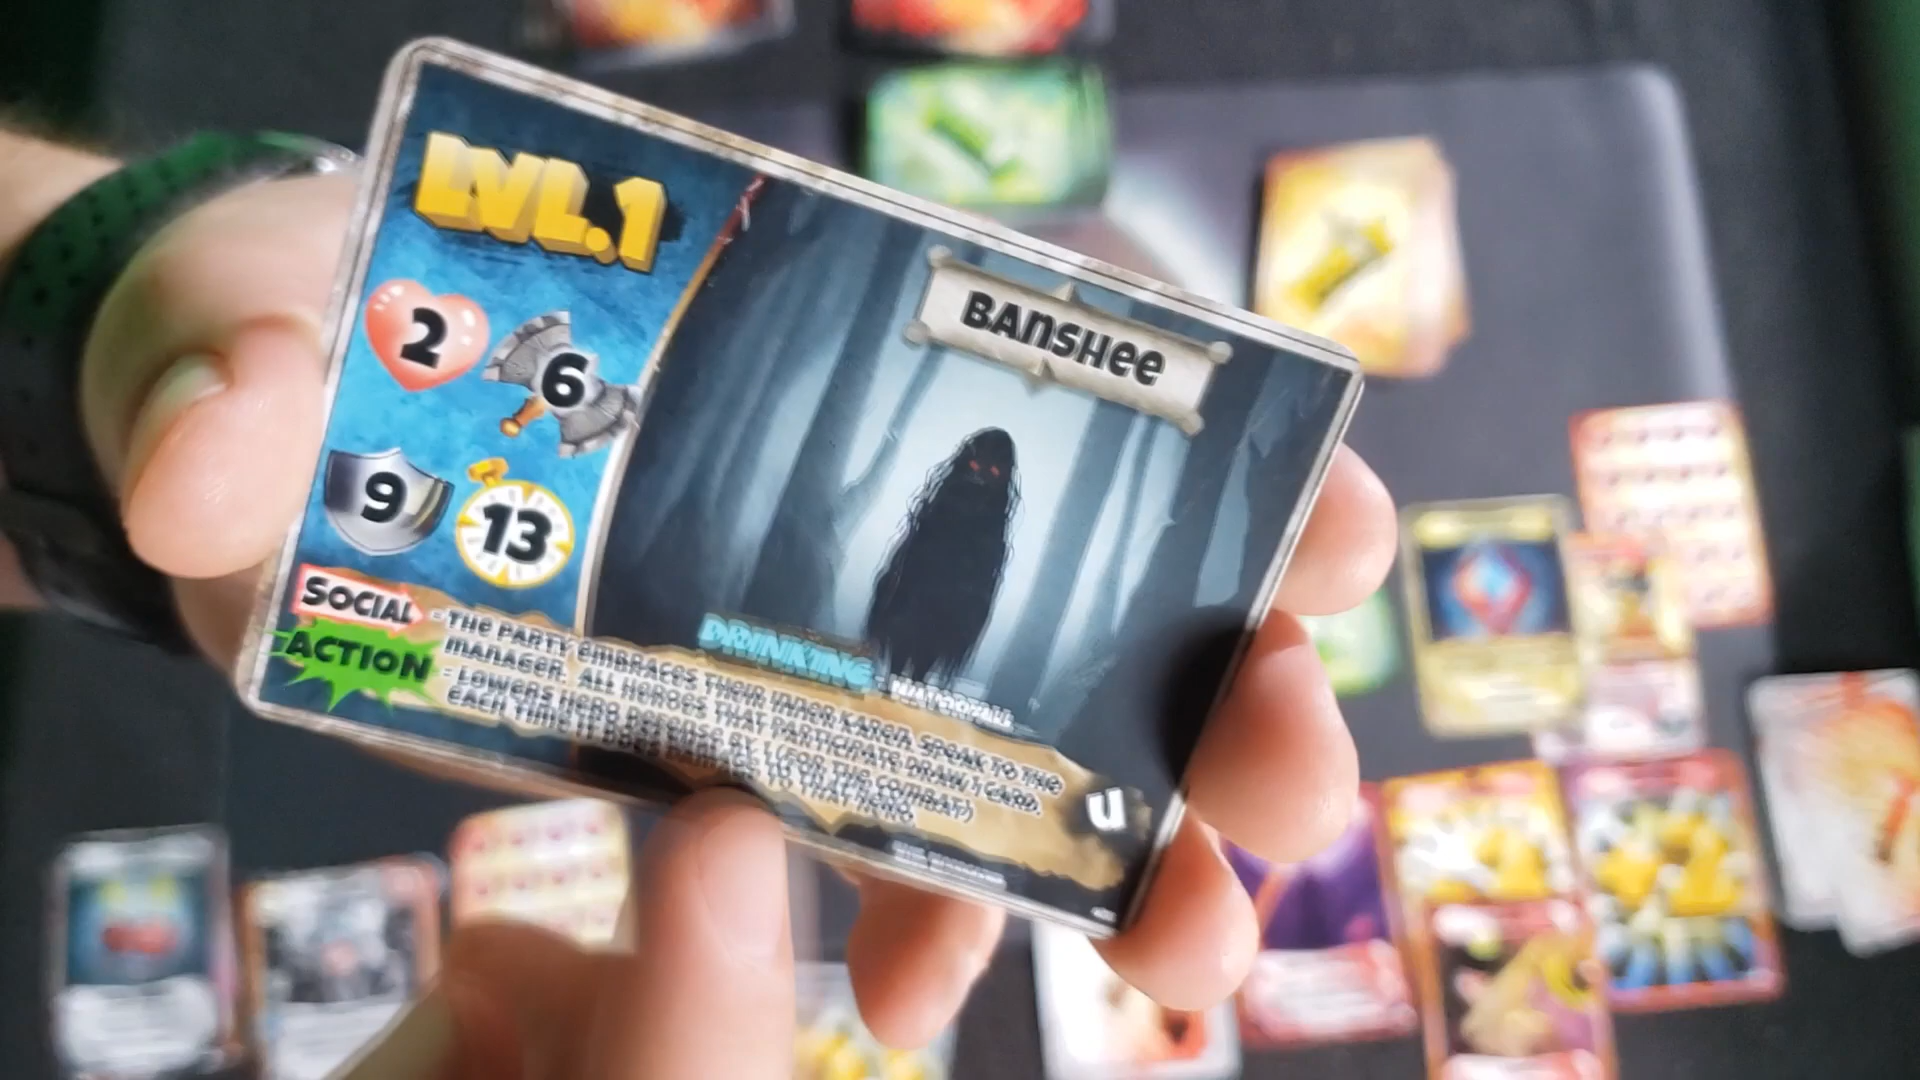 LVL.1
BANSHEE
2
6
9
13
DRINKING
SOCIAL = THE PARTY EMBRACES THEIR INNER KAREN. SPEAK TO THE
MANAGER. ALL HEROES THAT PARTICIPATE DRAW 1 CARD.
ACTION = LOWERS HERO DEFENSE BY 1 (FOR THE COMBAT)
EACH TIME IT DOES DAMAGE TO THAT HERO.
U